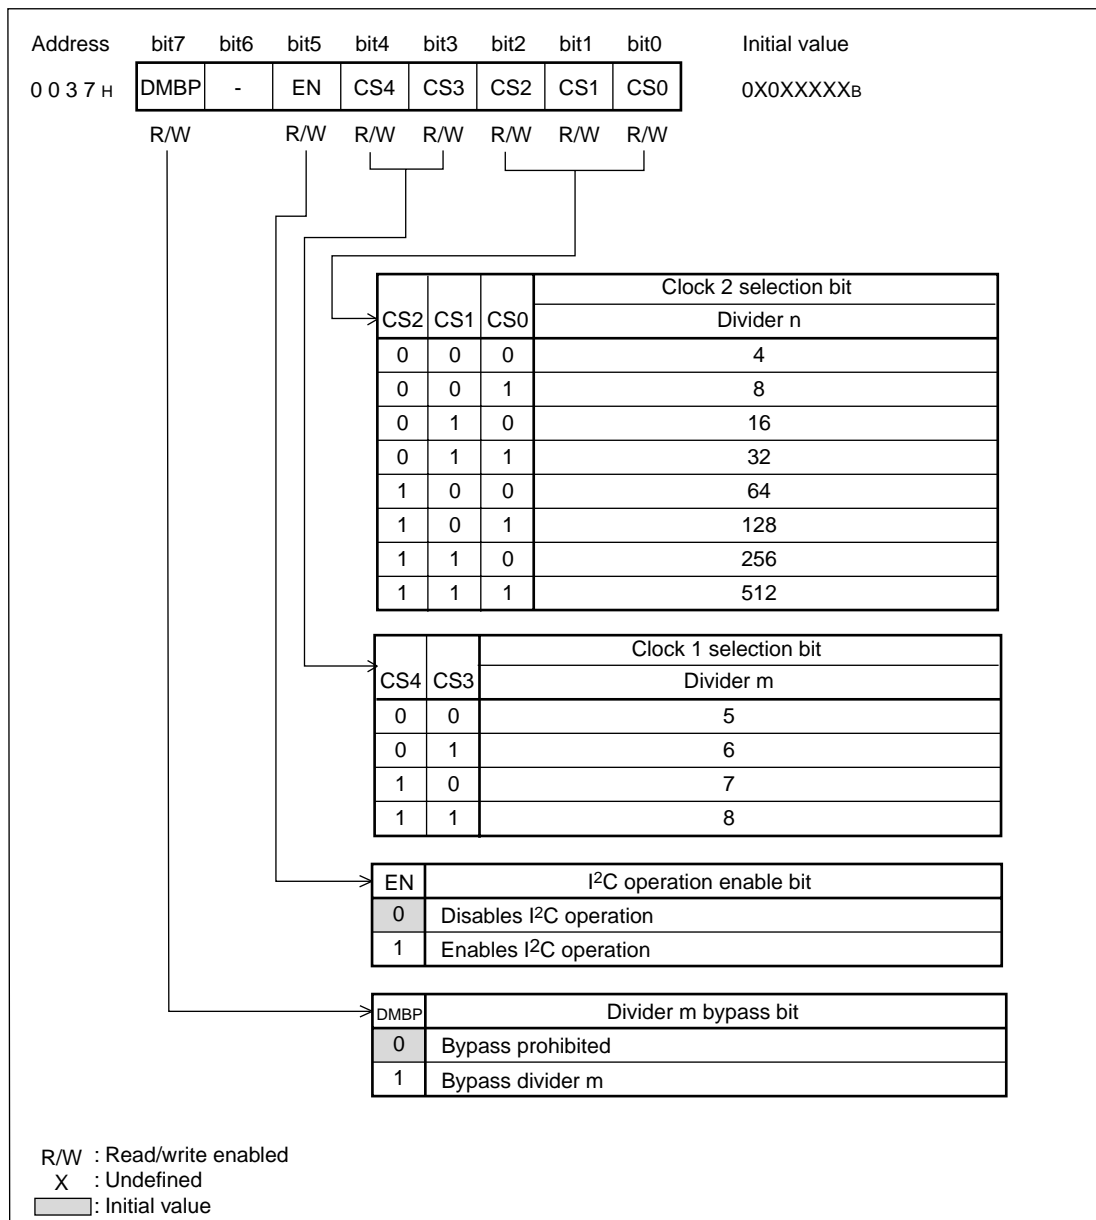 Address bit7 bit6 bit5 bit4 bit3 bit2 bit1 bit0 Initial value
0 0 3 7 H DMBP - EN CS4 CS3 CS2 CS1 CS0 0X0XXXXXB
R/W R/W R/W R/W R/W R/W R/W
Clock 2 selection bit
CS2 CS1 CS0 Divider n
0 0 0 4
0 0 1 8
0 1 0 16
0 1 1 32
1 0 0 64
1 0 1 128
1 1 0 256
1 1 1 512
Clock 1 selection bit
CS4 CS3 Divider m
0 0 5
0 1 6
1 0 7
1 1 8
EN I2C operation enable bit
0 Disables I2C operation
1 Enables I2C operation
DMBP Divider m bypass bit
0 Bypass prohibited
1 Bypass divider m
R/W : Read/write enabled
X : Undefined
: Initial value